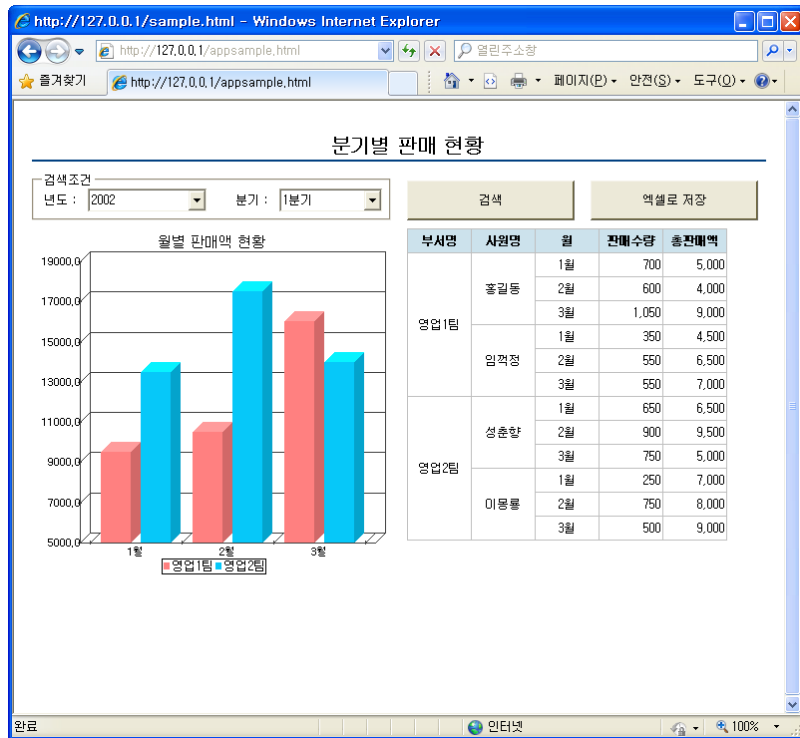 http://127.0.0.1/sample.html - Windows Internet Explorer
http://127.0.0.1/appsample.html 열린주소창
즐겨찾기 http://127.0.0.1/appsample.html 페이지(P) 안전(S) 도구(O)
분기별 판매 현황
검색조건
년도 : 2002 분기 : 1분기 검색 엑셀로 저장
월별 판매액 현황
19000.0
17000.0
15000.0
13000.0
11000.0
9000.0
7000.0
5000.0
1월 2월 3월
영업1팀 영업2팀
부서명 사원명 월 판매수량 총판매액
영업1팀 홍길동 1월 700 5,000
2월 600 4,000
3월 1,050 9,000
임꺽정 1월 350 4,500
2월 550 6,500
3월 550 7,000
영업2팀 성춘향 1월 650 6,500
2월 900 9,500
3월 750 5,000
이몽룡 1월 250 7,000
2월 750 8,000
3월 500 9,000
완료 인터넷 100%